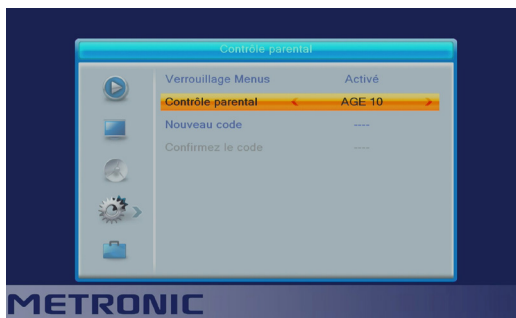 Contrôle parental
Verrouillage Menus Activé
Contrôle parental < AGE 10 >
Nouveau code ----
Confirmez le code ----
METRONIC